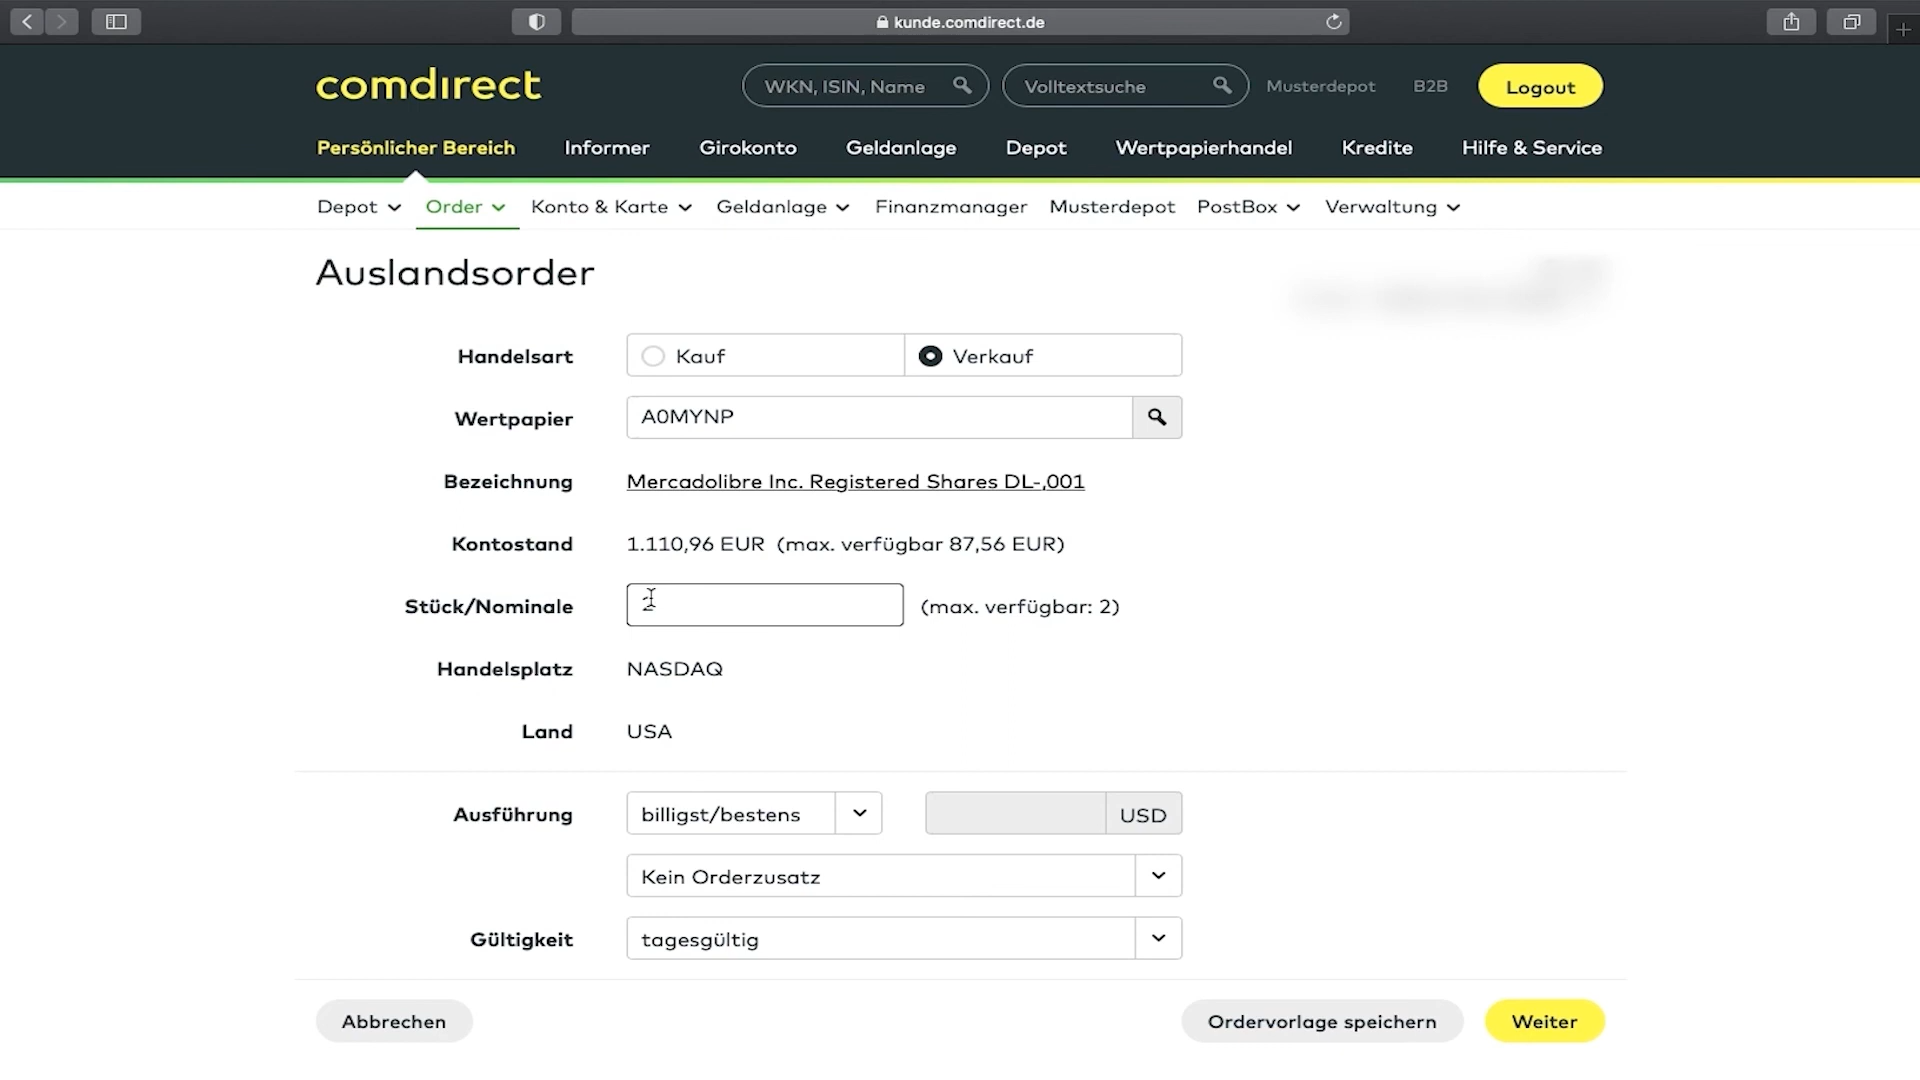 kunde.comdirect.de
comdirect
WKN, ISIN, Name
Volltextsuche
Musterdepot
B2B
Logout
Persönlicher Bereich
Informer
Girokonto
Geldanlage
Depot
Wertpapierhandel
Kredite
Hilfe & Service
Depot
Order
Konto & Karte
Geldanlage
Finanzmanager
Musterdepot
PostBox
Verwaltung
Auslandsorder
Handelsart
Kauf
Verkauf
Wertpapier
A0MYNP
Bezeichnung
Mercadolibre Inc. Registered Shares DL-,001
Kontostand
1.110,96 EUR (max. verfügbar 87,56 EUR)
Stück/Nominale
(max. verfügbar: 2)
Handelsplatz
NASDAQ
Land
USA
Ausführung
billigst/bestens
USD
Kein Orderzusatz
Gültigkeit
tagesgültig
Abbrechen
Ordervorlage speichern
Weiter